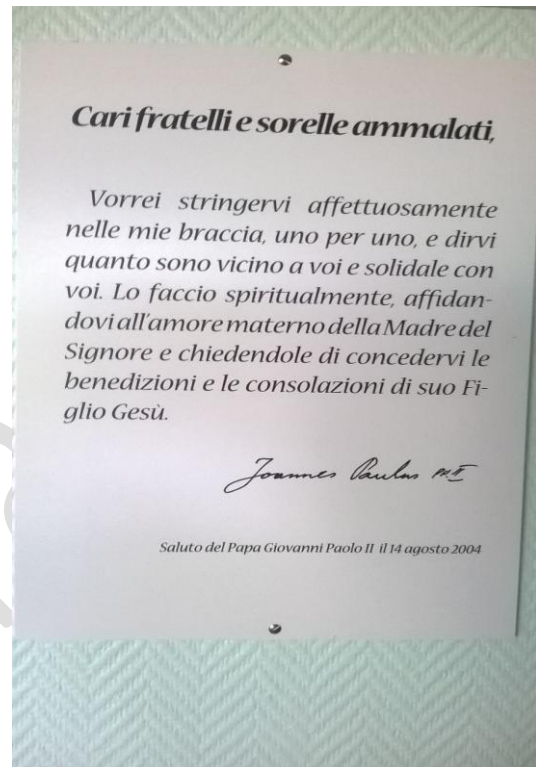 Cari fratelli e sorelle ammalati,
Vorrei stringervi affettuosamente
nelle mie braccia, uno per uno, e dirvi
quanto sono vicino a voi e solidale con
voi. Lo faccio spiritualmente, affidan-
dovi all'amore materno della Madre del
Signore e chiedendole di concedervi le
benedizioni e le consolazioni di suo Fi-
glio Gesù.
Joannes Paulus PP. II
Saluto del Papa Giovanni Paolo II il 14 agosto 2004